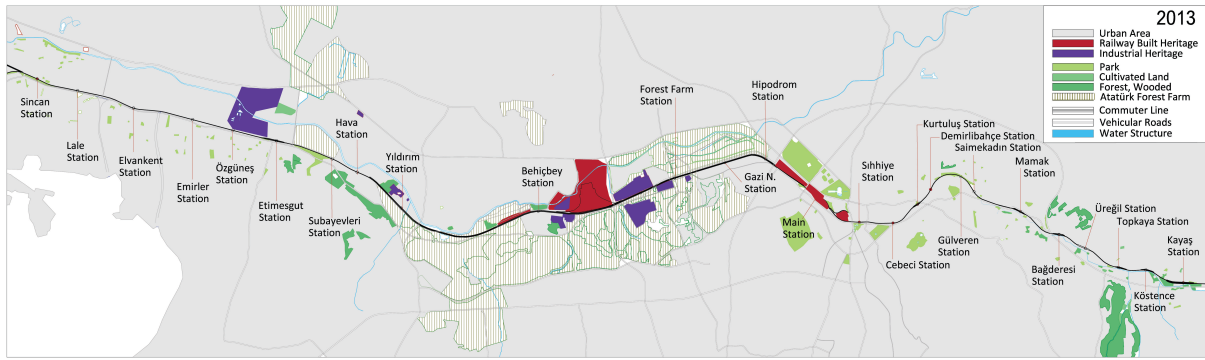 2013
Urban Area
Railway Built Heritage
Industrial Heritage
Park
Cultivated Land
Forest, Wooded
Atatürk Forest Farm
Commuter Line
Vehicular Roads
Water Structure
Sincan
Station
Lale
Station
Elvankent
Station
Emirler
Station
Özgüneş
Station
Etimesgut
Station
Hava
Station
Subayevleri
Station
Yıldırım
Station
Behiçbey
Station
Forest Farm
Station
Gazi N
Station
Hipodrom
Station
Main
Station
Sıhhiye
Station
Cebeci Station
Kurtuluş Station
Demirlibahçe Station
Saimekadın Station
Gülveren
Station
Mamak
Station
Bağderesi
Station
Üreğil Station
Topkaya Station
Köstence
Station
Kayaş
Station